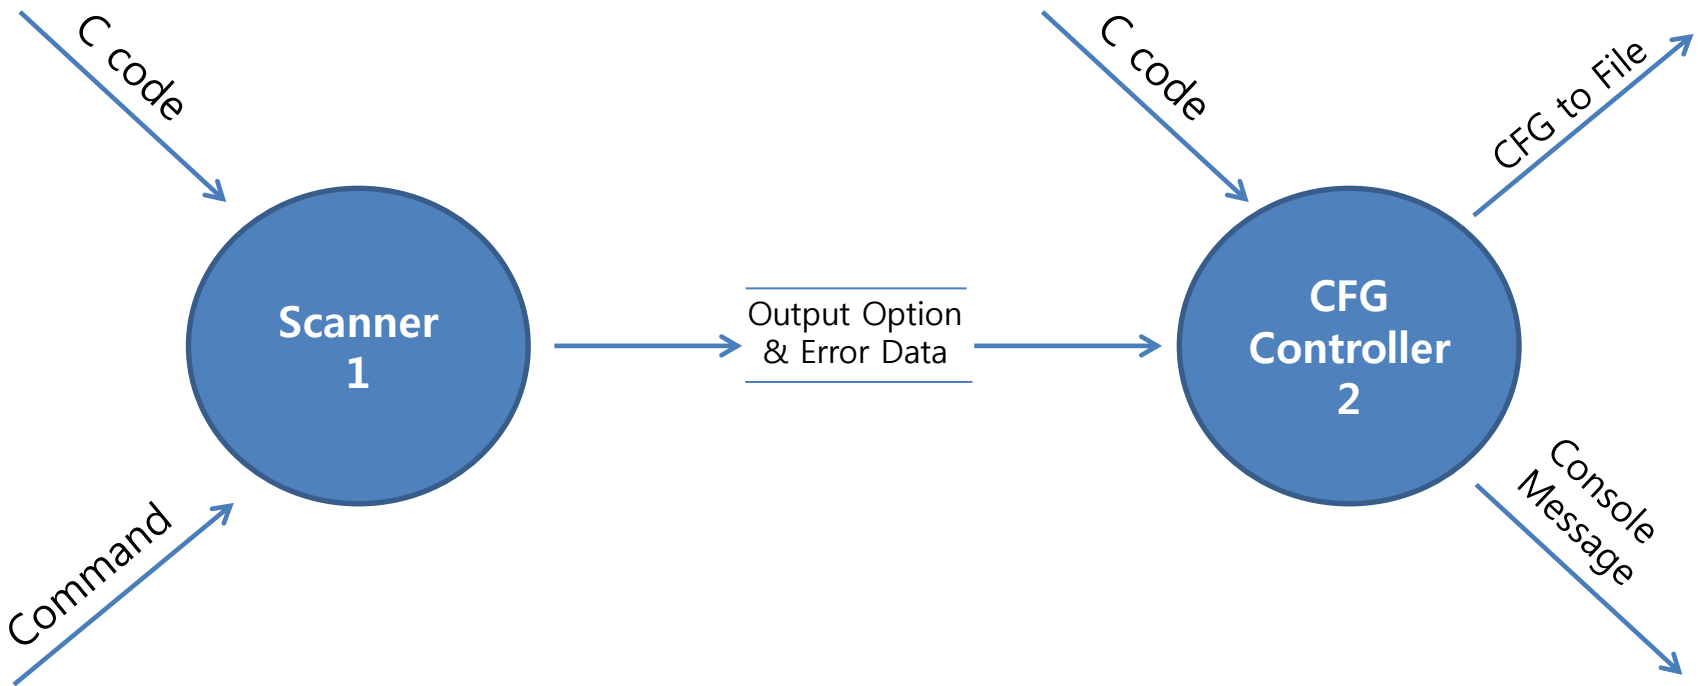 C code
Command
Scanner
1
Output Option
& Error Data
C code
CFG
Controller
2
CFG to File
Console
Message